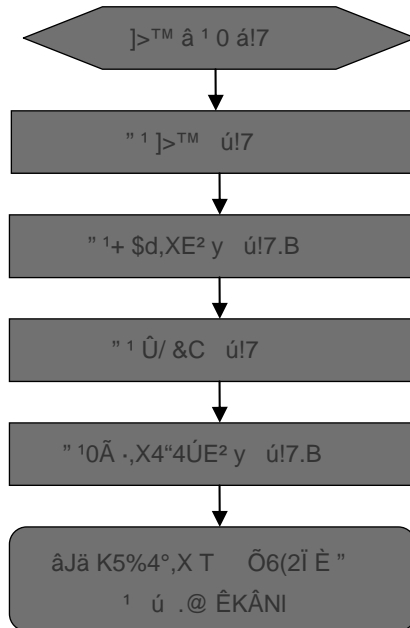 ]>™ â ¹ 0 á!7
" ¹ ]>™ ú!7
" ¹+ $d,XE² y ú!7.B
" ¹ Û/ &C ú!7
" ¹0Ã ·,X4“4ÚE² y ú!7.B
âJä K5%4°,X T Õ6(2Ï È "
¹ ú .@ ÊKÂNI